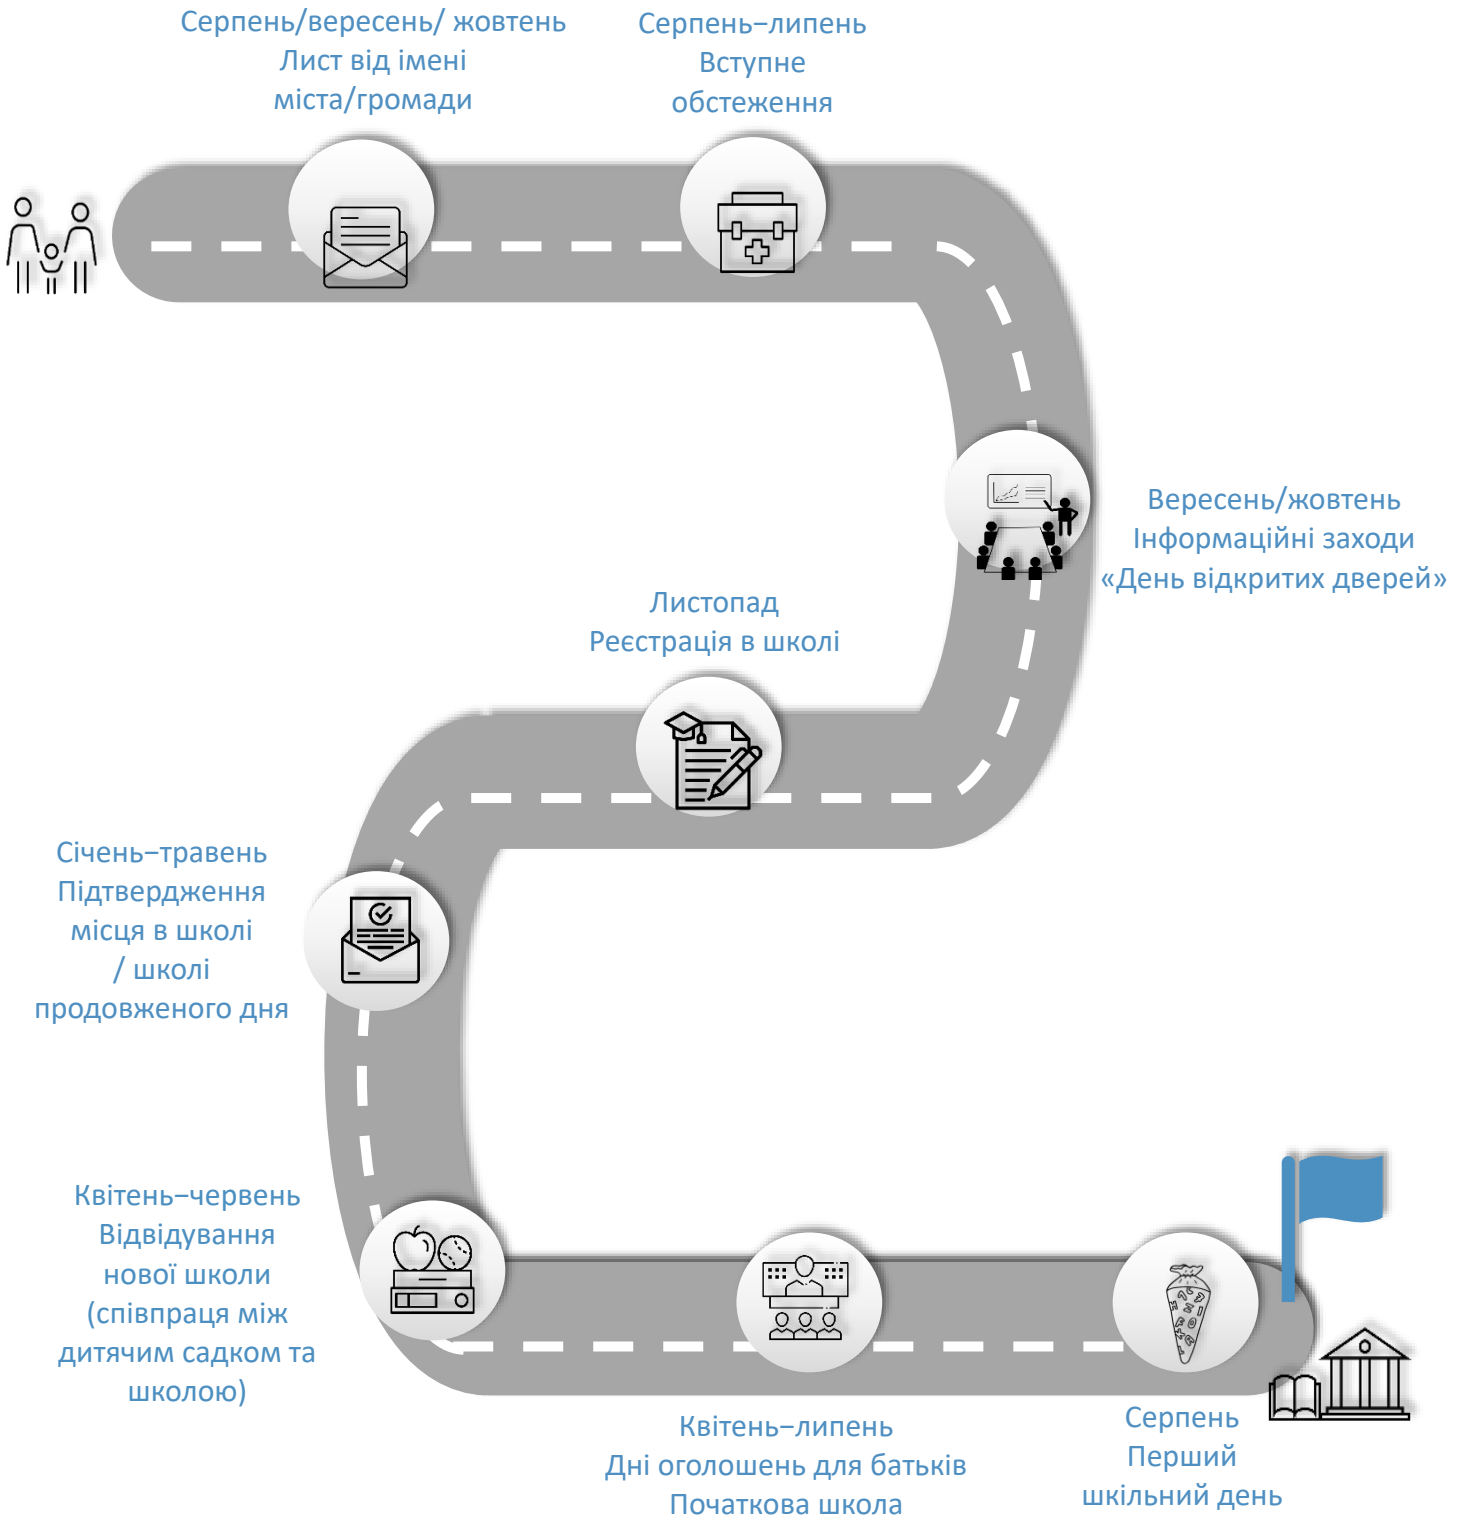 Серпень/вересень/ жовтень
Лист від імені
міста/громади
Серпень–липень
Вступне
обстеження
Вересень/жовтень
Інформаційні заходи
«День відкритих дверей»
Листопад
Реєстрація в школі
Січень–травень
Підтвердження
місця в школі
/ школі
продовженого дня
Квітень–червень
Відвідування
нової школи
(співпраця між
дитячим садком та
школою)
Квітень–липень
Дні оголошень для батьків
Початкова школа
Серпень
Перший
шкільний день